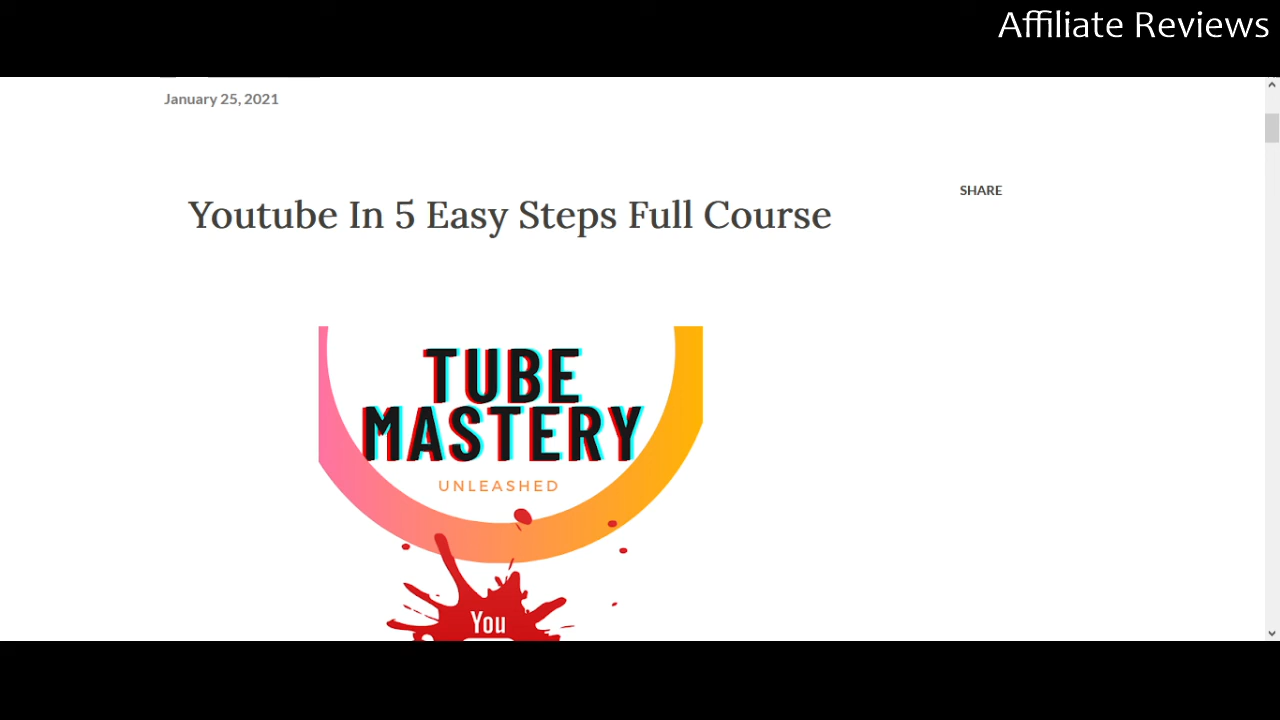 Affiliate Reviews
January 25, 2021
SHARE
Youtube In 5 Easy Steps Full Course
TUBE
MASTERY
UNLEASHED
You